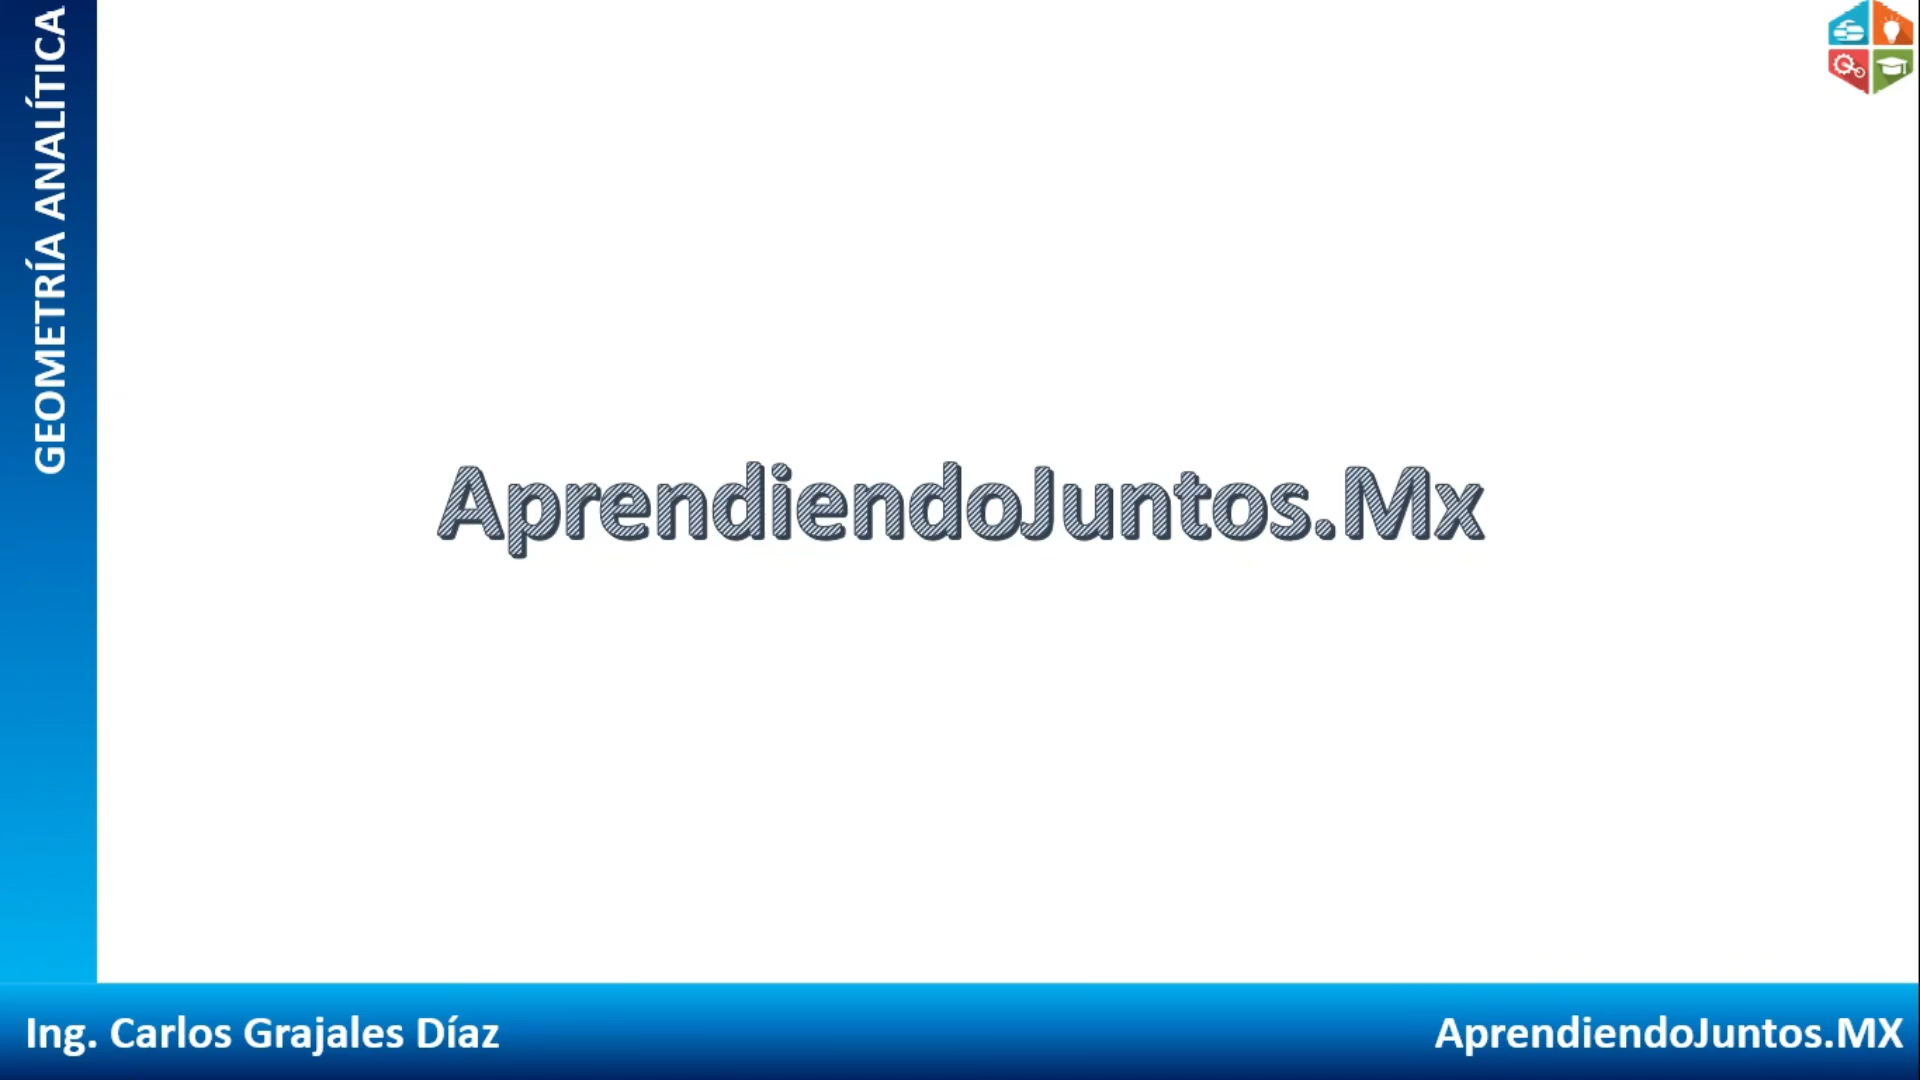 GEOMETRÍA ANALÍTICA
AprendiendoJuntos.Mx
Ing. Carlos Grajales Díaz
AprendiendoJuntos.MX